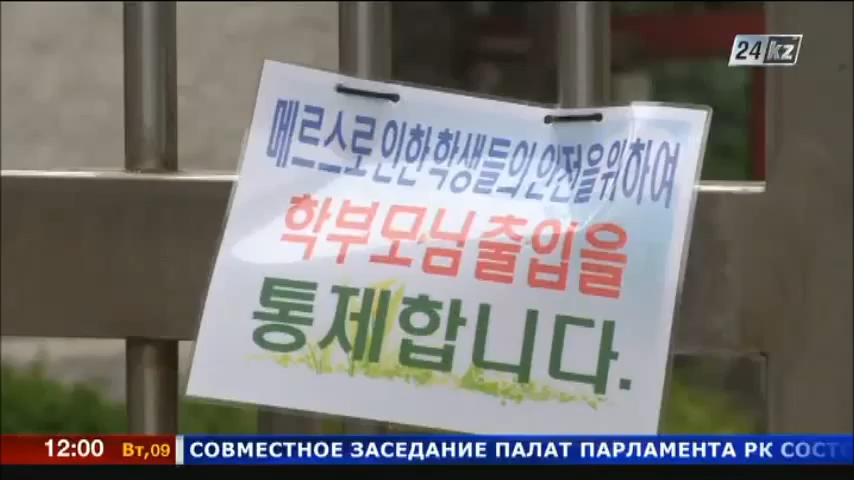 24kz
메르스로 인한 학생들의 안전을 위하여
학부모님 출입을
통제합니다.
12:00 Вт,09 СОВМЕСТНОЕ ЗАСЕДАНИЕ ПАЛАТ ПАРЛАМЕНТА РК СОСТ